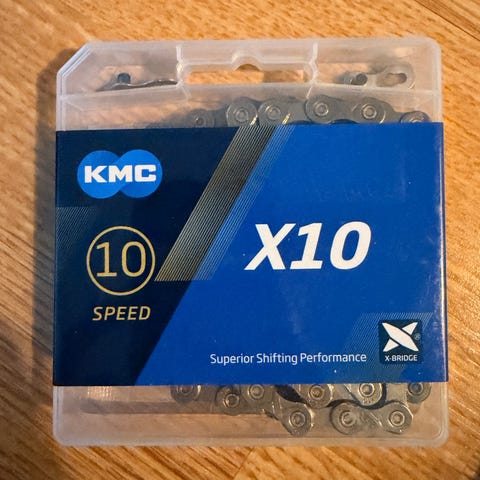 KMC
10
SPEED
X10
Superior Shifting Performance
®
X-BRIDGE